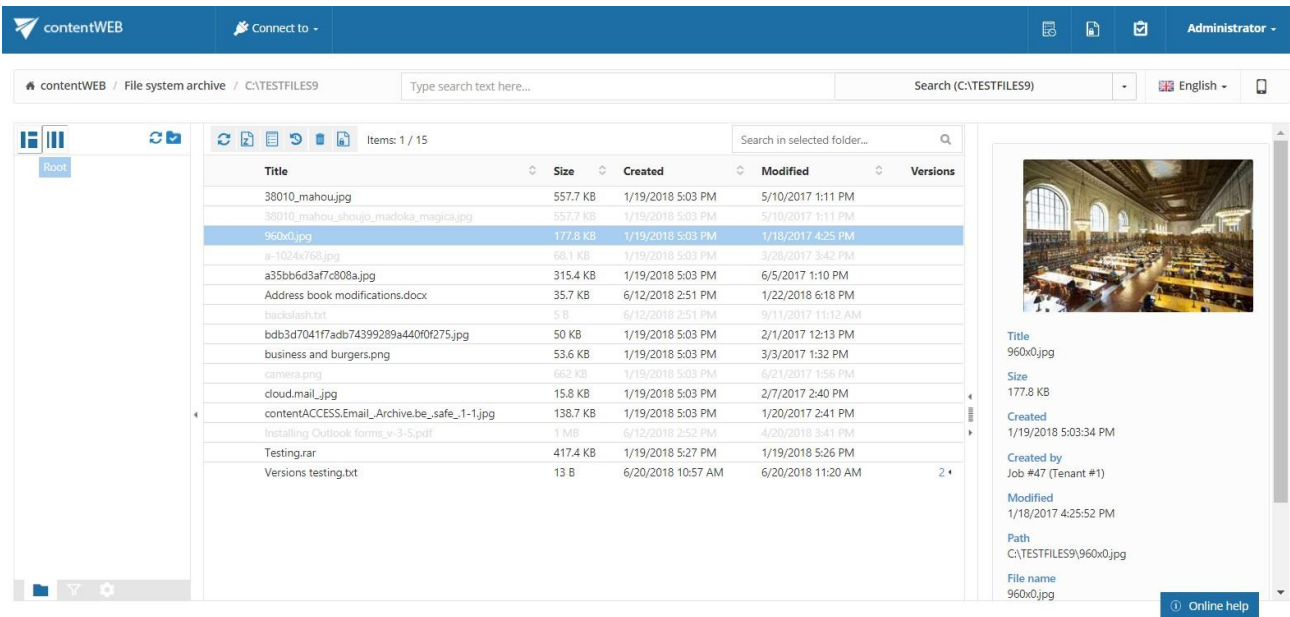 contentWEB Connect to Administrator
contentWEB / File system archive / C:\TESTFILES9 Type search text here... Search (C:\TESTFILES9) English
Root
Items: 1 / 15 Search in selected folder...
Title Size Created Modified Versions
38010_mahou.jpg 557.7 KB 1/19/2018 5:03 PM 5/10/2017 1:11 PM
38010_mahou_shoujo_madoka_magica.jpg 557.7 KB 1/19/2018 5:03 PM 5/10/2017 1:11 PM
960x0.jpg 177.8 KB 1/19/2018 5:03 PM 1/18/2017 4:25 PM
a-1024x768.jpg 68.1 KB 1/19/2018 5:03 PM 3/28/2017 3:42 PM
a35bb6d3af7c808a.jpg 315.4 KB 1/19/2018 5:03 PM 6/5/2017 1:10 PM
Address book modifications.docx 35.7 KB 6/12/2018 2:51 PM 1/22/2018 6:18 PM
backslash.txt 5 B 6/12/2018 2:51 PM 9/11/2017 11:12 AM
bdb3d7041f7adb74399289a440f0f275.jpg 50 KB 1/19/2018 5:03 PM 2/1/2017 12:13 PM
business and burgers.png 53.6 KB 1/19/2018 5:03 PM 3/3/2017 1:32 PM
camera.png 662 KB 1/19/2018 5:03 PM 6/21/2017 1:56 PM
cloud.mail_.jpg 15.8 KB 1/19/2018 5:03 PM 2/7/2017 2:40 PM
contentACCESS.Email_.Archive.be_.safe_.1-1.jpg 138.7 KB 1/19/2018 5:03 PM 1/20/2017 2:41 PM
Installing Outlook forms_v-3-5.pdf 1 MB 6/12/2018 2:52 PM 4/20/2018 3:41 PM
Testing.rar 417.4 KB 1/19/2018 5:27 PM 1/19/2018 5:26 PM
Versions testing.txt 13 B 6/20/2018 10:57 AM 6/20/2018 11:20 AM 2
Title
960x0.jpg
Size
177.8 KB
Created
1/19/2018 5:03:34 PM
Created by
Job #47 (Tenant #1)
Modified
1/18/2017 4:25:52 PM
Path
C:\TESTFILES9\960x0.jpg
File name
960x0.jpg
Online help